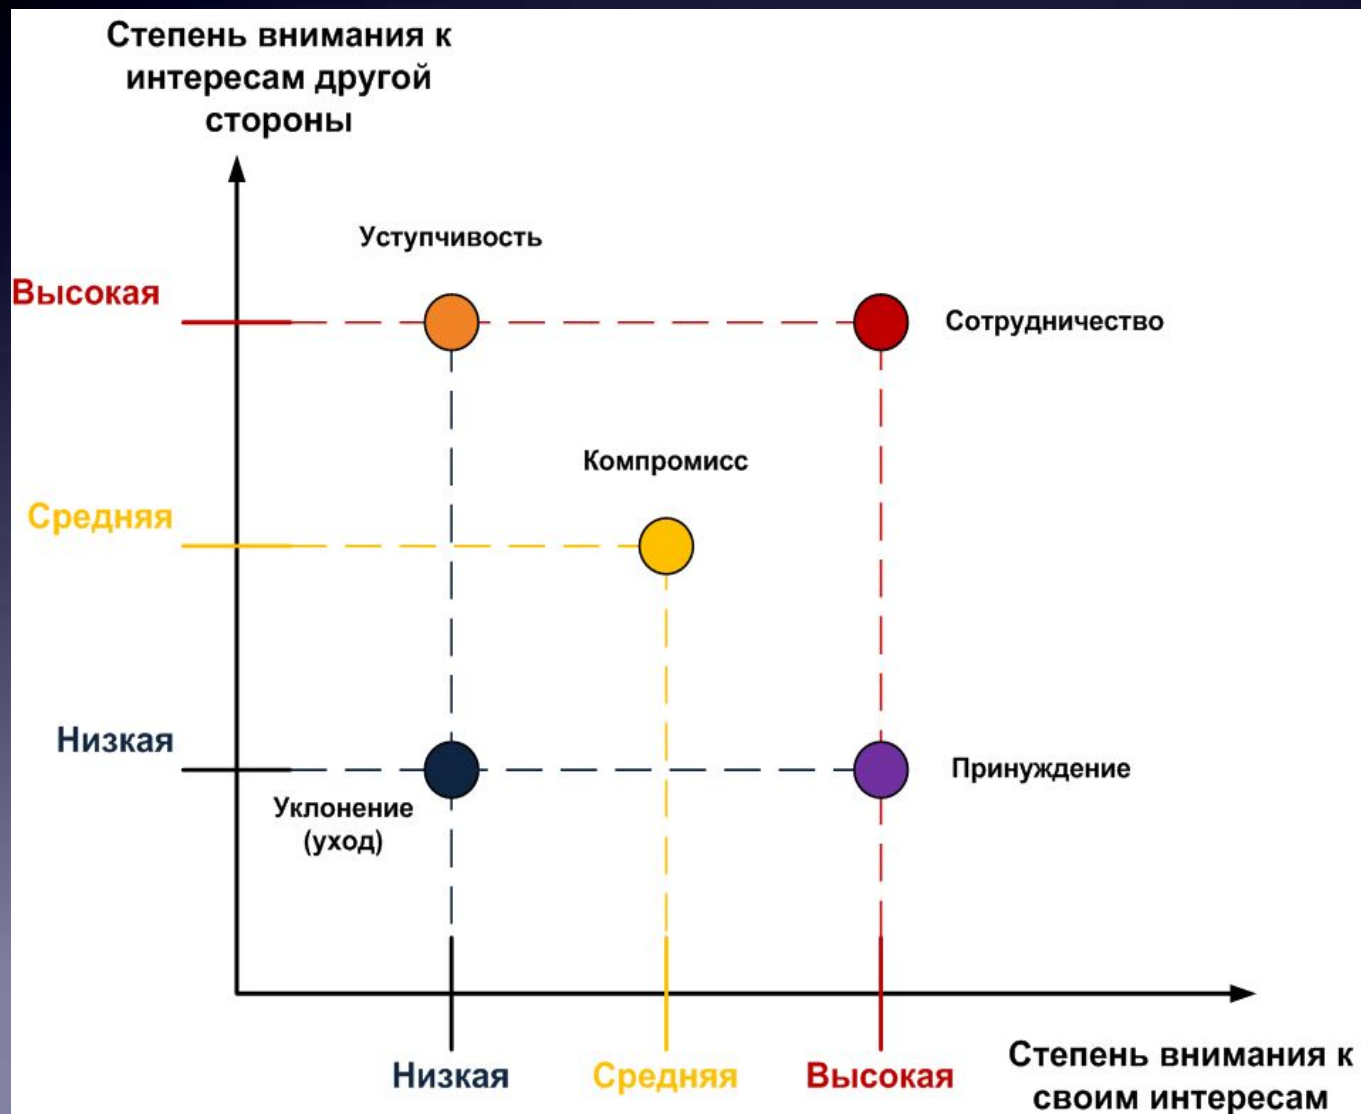 Степень внимания к
интересам другой
стороны
Уступчивость
Высокая
Сотрудничество
Компромисс
Средняя
Низкая
Принуждение
Уклонение
(уход)
Низкая
Средняя
Высокая
Степень внимания к
своим интересам